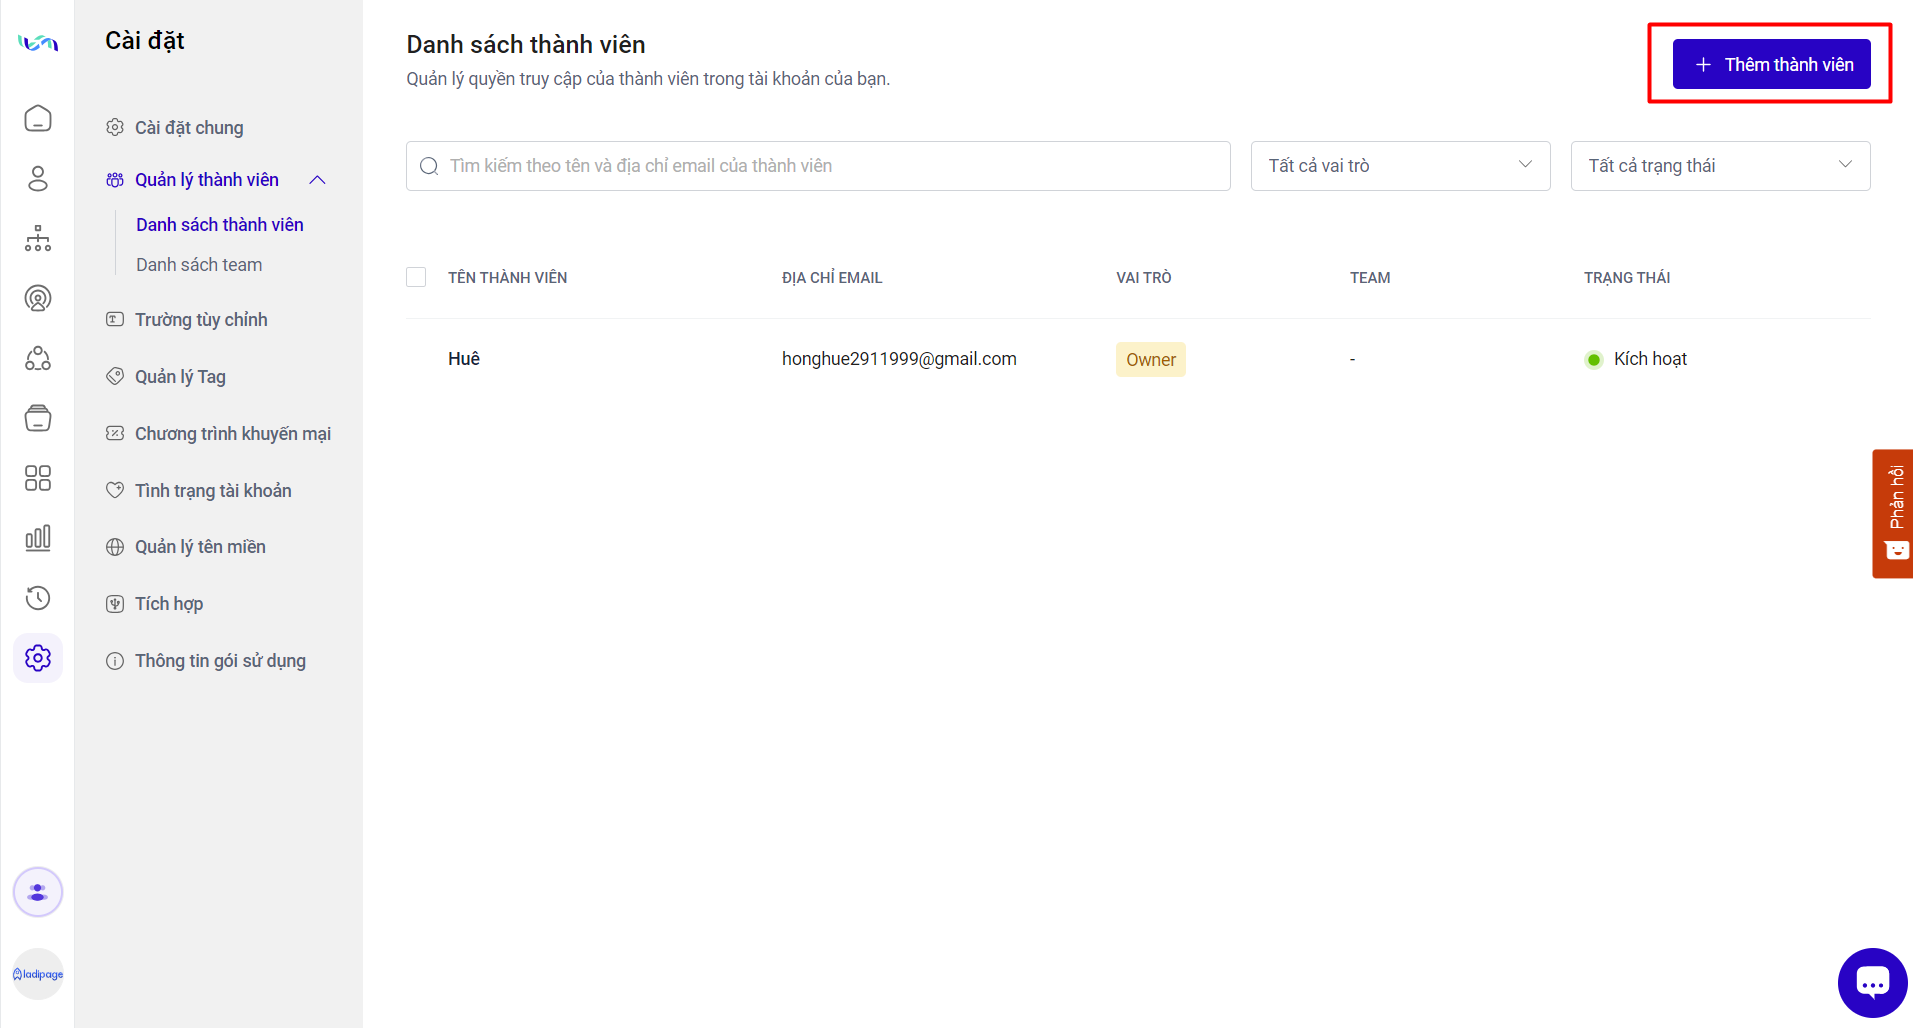 Cài đặt
Cài đặt chung
Quản lý thành viên
Danh sách thành viên
Danh sách team
Trường tùy chỉnh
Quản lý Tag
Chương trình khuyến mại
Tình trạng tài khoản
Quản lý tên miền
Tích hợp
Thông tin gói sử dụng
ladipage
Danh sách thành viên
Quản lý quyền truy cập của thành viên trong tài khoản của bạn.
Thêm thành viên
Tìm kiếm theo tên và địa chỉ email của thành viên
Tất cả vai trò
Tất cả trạng thái
TÊN THÀNH VIÊN ĐỊA CHỈ EMAIL VAI TRÒ TEAM TRẠNG THÁI
Huê honghue2911999@gmail.com Owner - Kích hoạt
Phản hồi